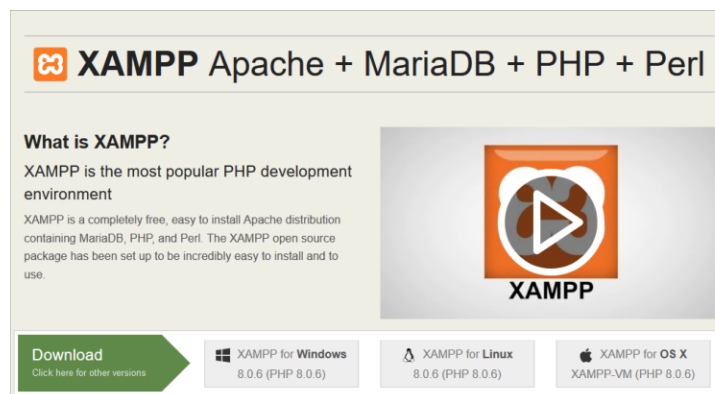 XAMPP Apache + MariaDB + PHP + Perl
What is XAMPP?
XAMPP is the most popular PHP development
environment
XAMPP is a completely free, easy to install Apache distribution
containing MariaDB, PHP, and Perl. The XAMPP open source
package has been set up to be incredibly easy to install and to
use.
XAMPP
Download
Click here for other versions
XAMPP for Windows
8.0.6 (PHP 8.0.6)
XAMPP for Linux
8.0.6 (PHP 8.0.6)
XAMPP for OS X
XAMPP-VM (PHP 8.0.6)